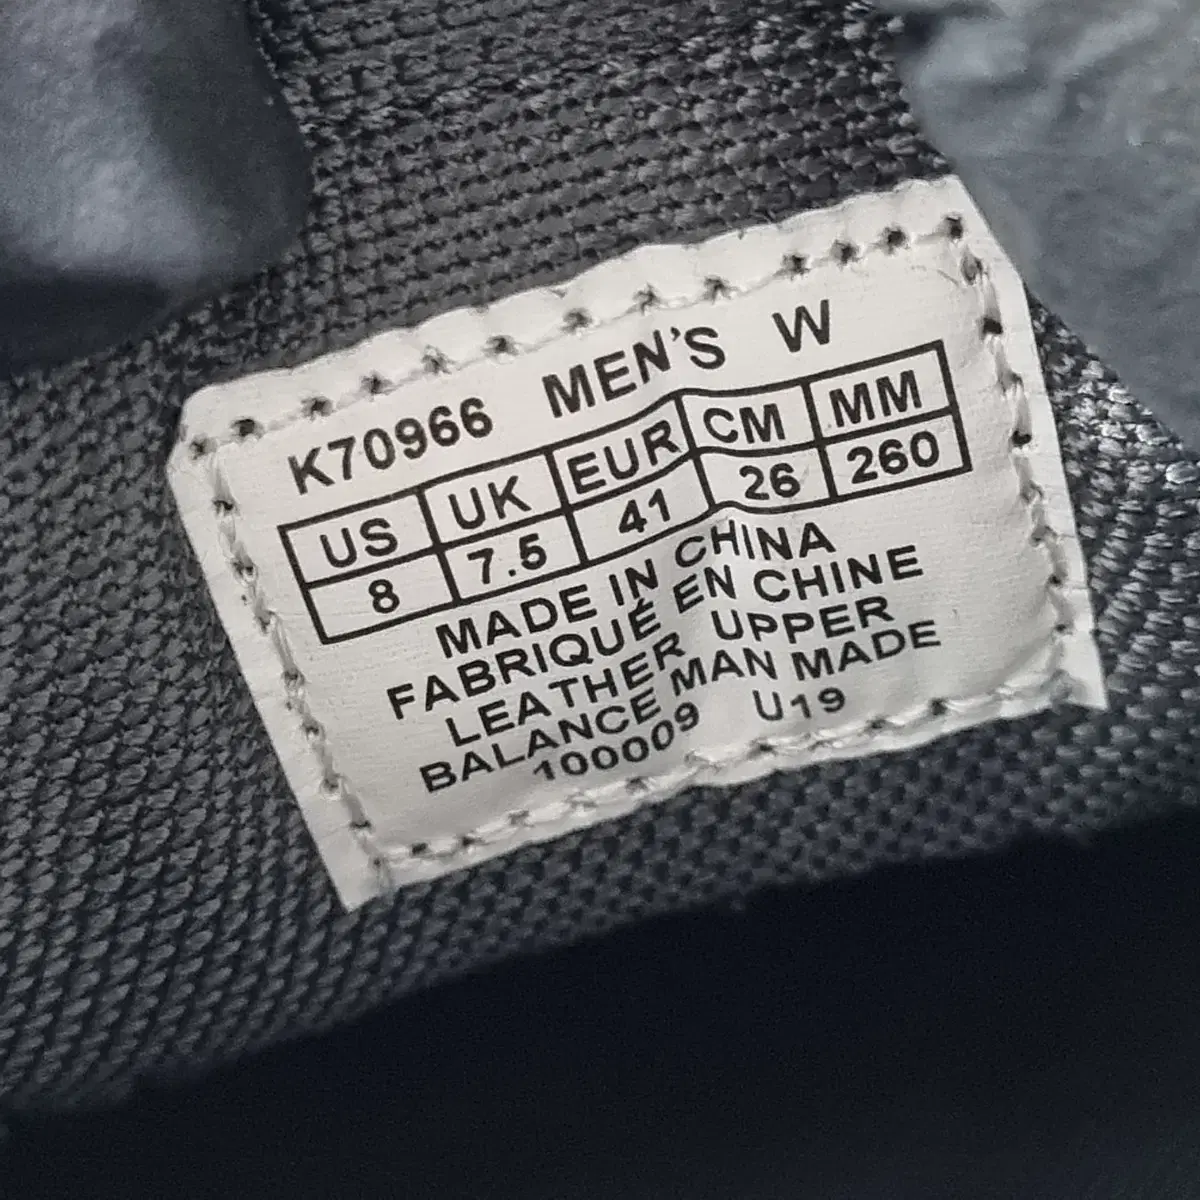 K70966 MEN'S W
US UK EUR CM MM
8 7.5 41 26 260
MADE IN CHINA
FABRIQUÉ EN CHINE
LEATHER UPPER
BALANCE MAN MADE
100009 U19